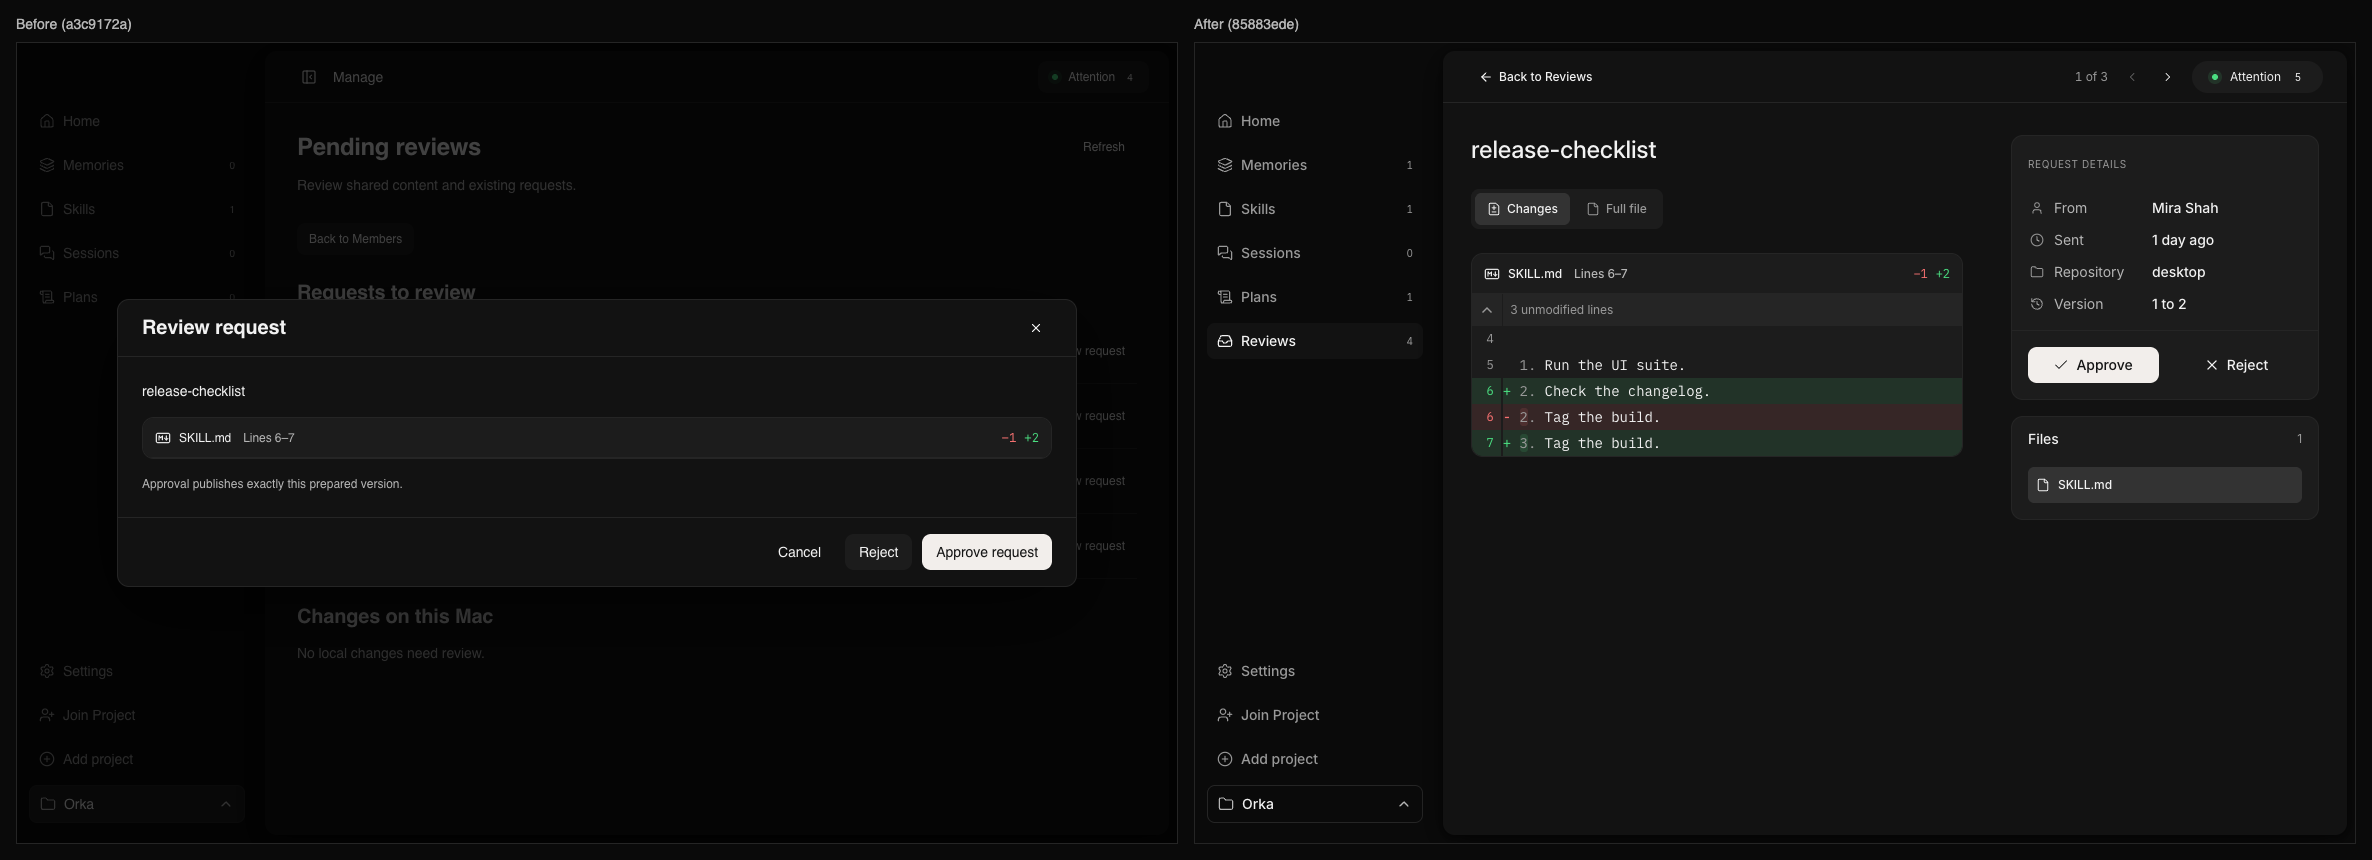 Before (a3c9172a)
Manage
Attention 4
Home
Memories 0
Skills 1
Sessions 0
Plans 0
Pending reviews
Refresh
Review shared content and existing requests.
Back to Members
Requests to review
request
request
request
request
Review request
release-checklist
SKILL.md Lines 6–7 −1 +2
Approval publishes exactly this prepared version.
Cancel
Reject
Approve request
Changes on this Mac
No local changes need review.
Settings
Join Project
Add project
Orka
After (85883ede)
Back to Reviews
1 of 3
Attention 5
Home
Memories 1
Skills 1
Sessions 0
Plans 1
Reviews 4
Settings
Join Project
Add project
Orka
release-checklist
Changes
Full file
SKILL.md Lines 6–7 −1 +2
3 unmodified lines
4
5 1. Run the UI suite.
6 + 2. Check the changelog.
6 - 2. Tag the build.
7 + 3. Tag the build.
REQUEST DETAILS
From Mira Shah
Sent 1 day ago
Repository desktop
Version 1 to 2
Approve
Reject
Files 1
SKILL.md